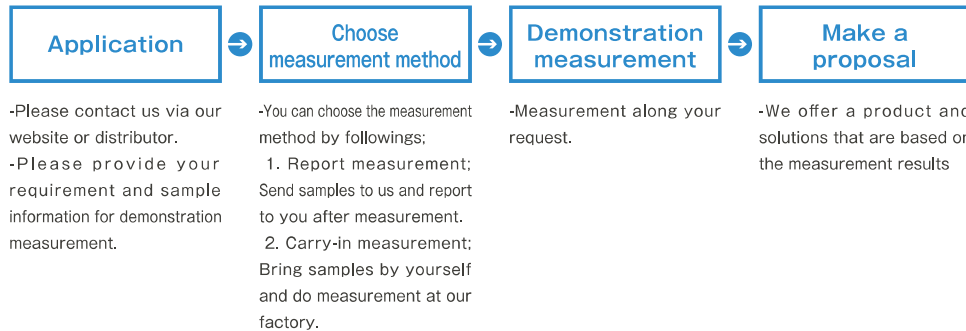 Application
Choose
measurement method
Demonstration
measurement
Make a
proposal
-Please contact us via our
website or distributor.
-Please provide your
requirement and sample
information for demonstration
measurement.
-You can choose the measurement
method by followings;
1. Report measurement;
Send samples to us and report
to you after measurement.
2. Carry-in measurement;
Bring samples by yourself
and do measurement at our
factory.
-Measurement along your
request.
-We offer a product and
solutions that are based on
the measurement results